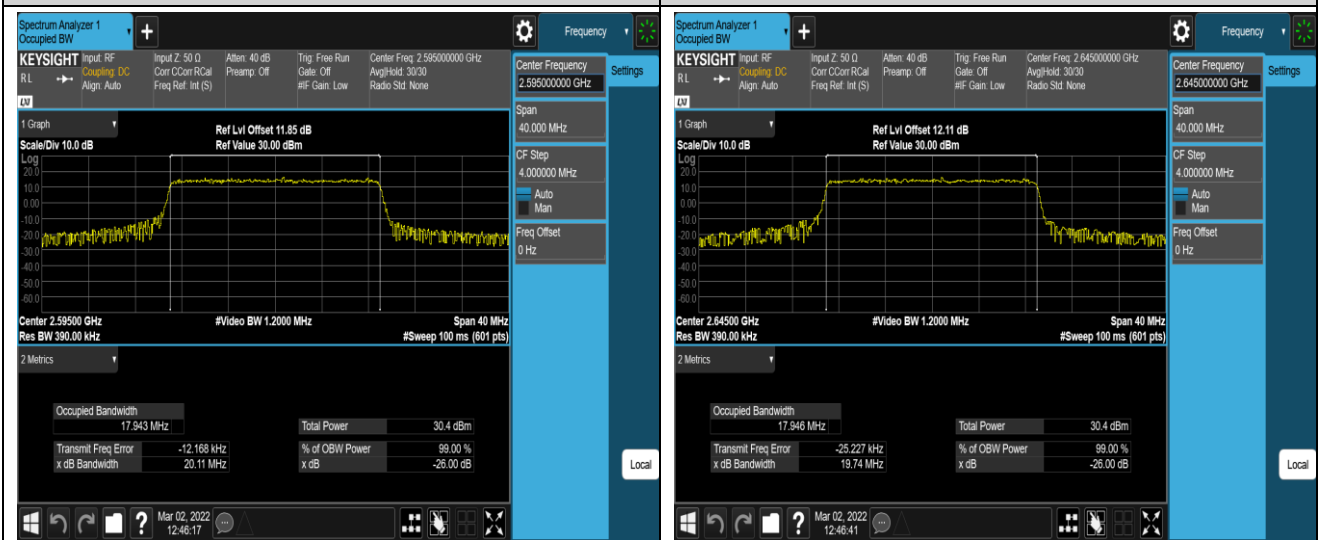 Spectrum Analyzer 1
Occupied BW
Frequency
KEYSIGHT
RL
LXI
Input: RF
Coupling: DC
Align: Auto
Input Z: 50 Ω
Corr CCorr RCal
Freq Ref: Int (S)
Atten: 40 dB
Preamp: Off
Trig: Free Run
Gate: Off
#IF Gain: Low
Center Freq: 2.595000000 GHz
Avg|Hold: 30/30
Radio Std: None
Center Frequency
2.595000000 GHz
Settings
Span
40.000 MHz
CF Step
4.000000 MHz
Auto
Man
Freq Offset
0 Hz
Local
1 Graph
Ref Lvl Offset 11.85 dB
Scale/Div 10.0 dB
Ref Value 30.00 dBm
Log
20.0
10.0
0.00
-10.0
-20.0
-30.0
-40.0
-50.0
-60.0
Center 2.59500 GHz
#Video BW 1.2000 MHz
Span 40 MHz
Res BW 390.00 kHz
#Sweep 100 ms (601 pts)
2 Metrics
Occupied Bandwidth
17.943 MHz
Total Power 30.4 dBm
Transmit Freq Error -12.168 kHz
% of OBW Power 99.00 %
x dB Bandwidth 20.11 MHz
x dB -26.00 dB
?
Mar 02, 2022
12:46:17
Spectrum Analyzer 1
Occupied BW
Frequency
KEYSIGHT
RL
LXI
Input: RF
Coupling: DC
Align: Auto
Input Z: 50 Ω
Corr CCorr RCal
Freq Ref: Int (S)
Atten: 40 dB
Preamp: Off
Trig: Free Run
Gate: Off
#IF Gain: Low
Center Freq: 2.645000000 GHz
Avg|Hold: 30/30
Radio Std: None
Center Frequency
2.645000000 GHz
Settings
Span
40.000 MHz
CF Step
4.000000 MHz
Auto
Man
Freq Offset
0 Hz
Local
1 Graph
Ref Lvl Offset 12.11 dB
Scale/Div 10.0 dB
Ref Value 30.00 dBm
Log
20.0
10.0
0.00
-10.0
-20.0
-30.0
-40.0
-50.0
-60.0
Center 2.64500 GHz
#Video BW 1.2000 MHz
Span 40 MHz
Res BW 390.00 kHz
#Sweep 100 ms (601 pts)
2 Metrics
Occupied Bandwidth
17.946 MHz
Total Power 30.4 dBm
Transmit Freq Error -25.227 kHz
% of OBW Power 99.00 %
x dB Bandwidth 19.74 MHz
x dB -26.00 dB
?
Mar 02, 2022
12:46:41